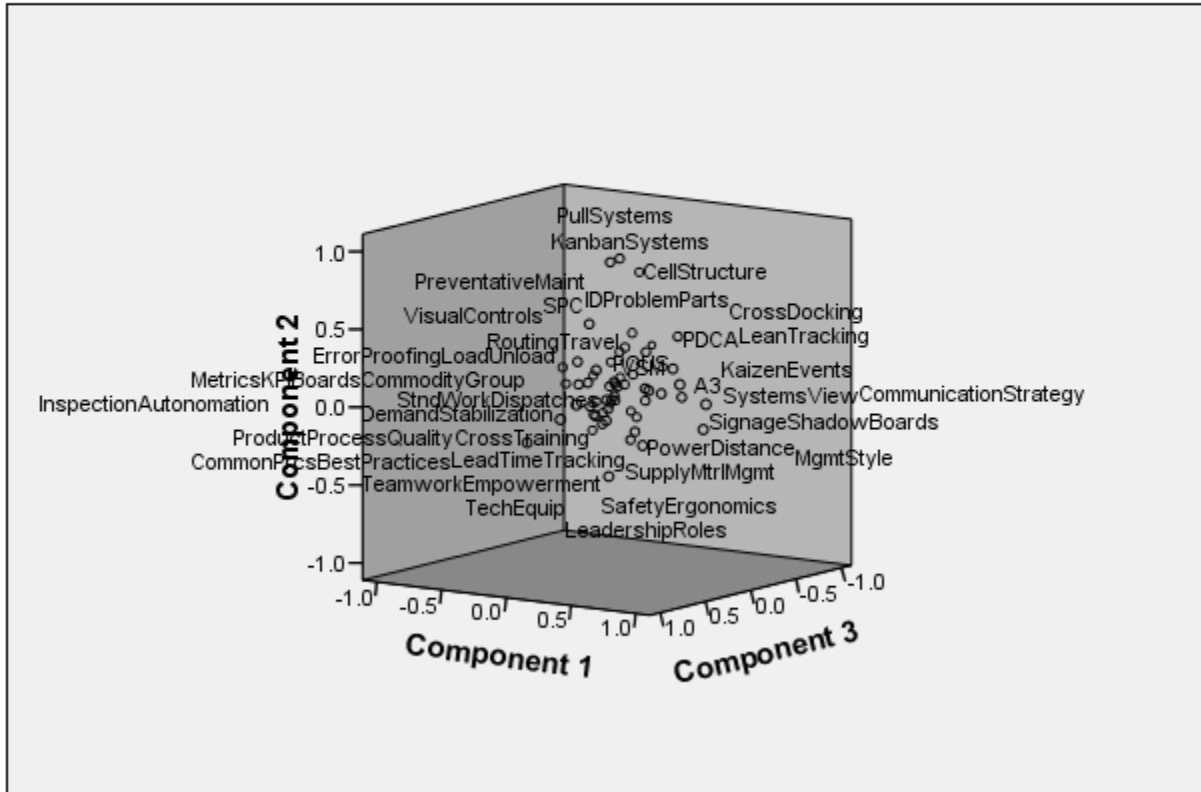 PullSystems
KanbanSystems
CellStructure
PreventativeMaint
IDProblemParts
SPC
CrossDocking
VisualControls
LeanTracking
PDCA
RoutingTravel
ErrorProofingLoadUnload
KaizenEvents
MetricsKPIBoardsCommodityGroup
A3
SystemsView
CommunicationStrategy
StndWorkDispatches
InspectionAutonomation
DemandStabilization
SignageShadowBoards
ProductProcessQuality
CrossTraining
PowerDistance
MgmtStyle
CommonPrcsBestPractices
LeadTimeTracking
SupplyMtrlMgmt
TeamworkEmpowerment
TechEquip
SafetyErgonomics
LeadershipRoles
Component 2
1.0
0.5
0.0
-0.5
-1.0
-1.0
-0.5
0.0
0.5
1.0
Component 1
1.0
0.5
0.0
-0.5
-1.0
Component 3